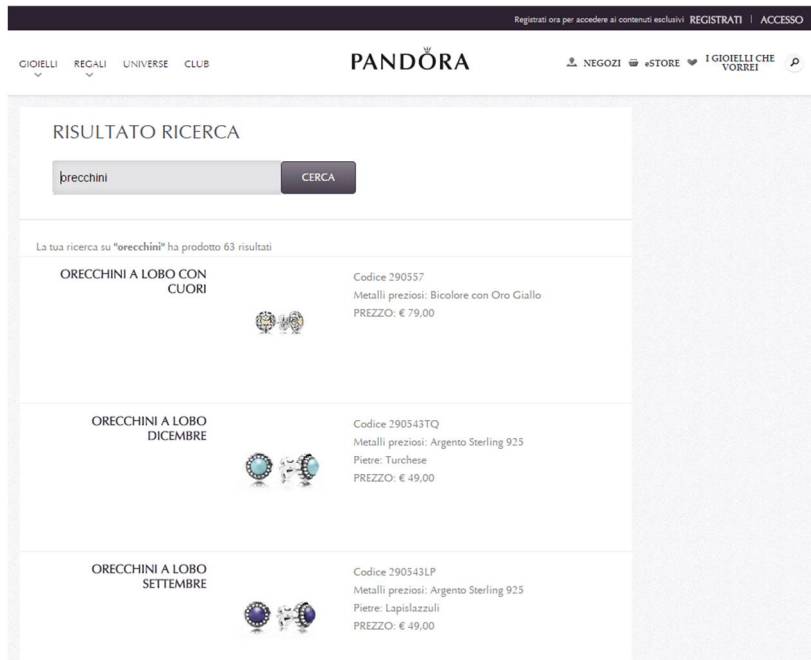 Registrati ora per accedere ai contenuti esclusivi REGISTRATI | ACCESSO
GIOIELLI REGALI UNIVERSE CLUB
PANDÖRA
NEGOZI eSTORE I GIOIELLI CHE
VORREI
RISULTATO RICERCA
orecchini
CERCA
La tua ricerca su "orecchini" ha prodotto 63 risultati
ORECCHINI A LOBO CON
CUORI
Codice 290557
Metalli preziosi: Bicolore con Oro Giallo
PREZZO: € 79,00
ORECCHINI A LOBO
DICEMBRE
Codice 290543TQ
Metalli preziosi: Argento Sterling 925
Pietre: Turchese
PREZZO: € 49,00
ORECCHINI A LOBO
SETTEMBRE
Codice 290543LP
Metalli preziosi: Argento Sterling 925
Pietre: Lapislazzuli
PREZZO: € 49,00